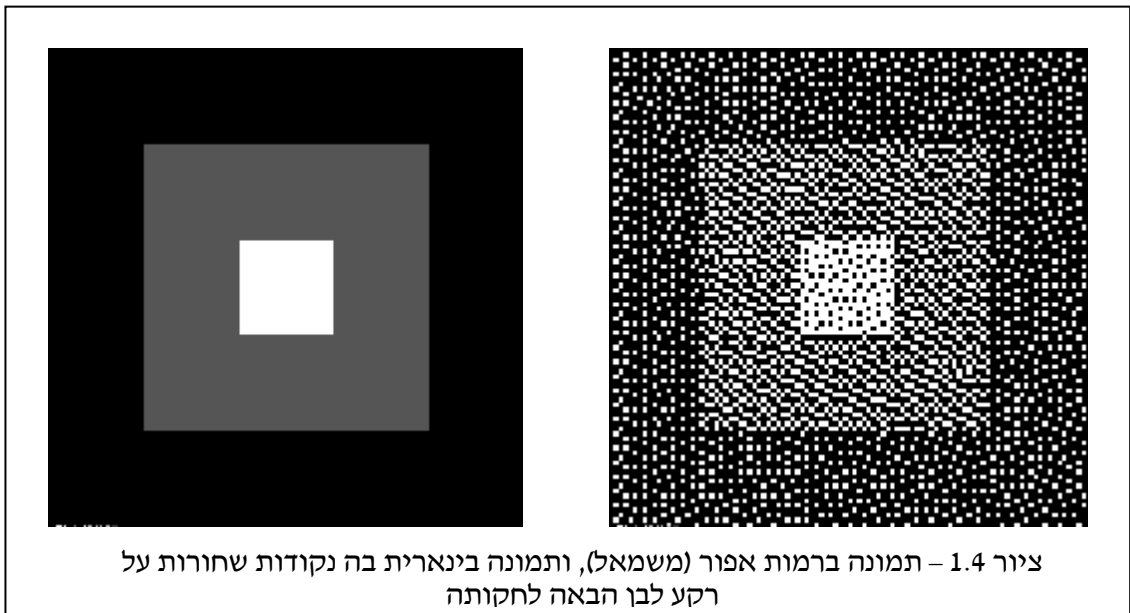 ציור 1.4 – תמונה ברמות אפור (משמאל), ותמונה בינארית בה נקודות שחורות על
רקע לבן הבאה לחקותה